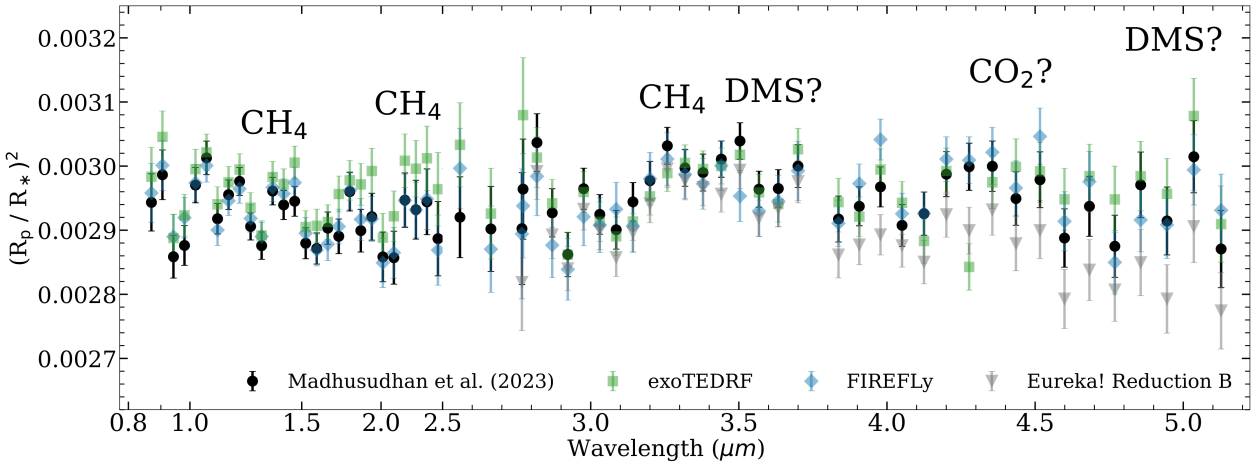 DMS?
CO₂?
CH₄
CH₄
CH₄
DMS?
0.0032
0.0031
0.0030
0.0029
0.0028
0.0027
(Rₚ / R∗)²
Madhusudhan et al. (2023)
exoTEDRF
FIREFLy
Eureka! Reduction B
0.8 1.0 1.5 2.0 2.5 3.0 3.5 4.0 4.5 5.0
Wavelength (μm)